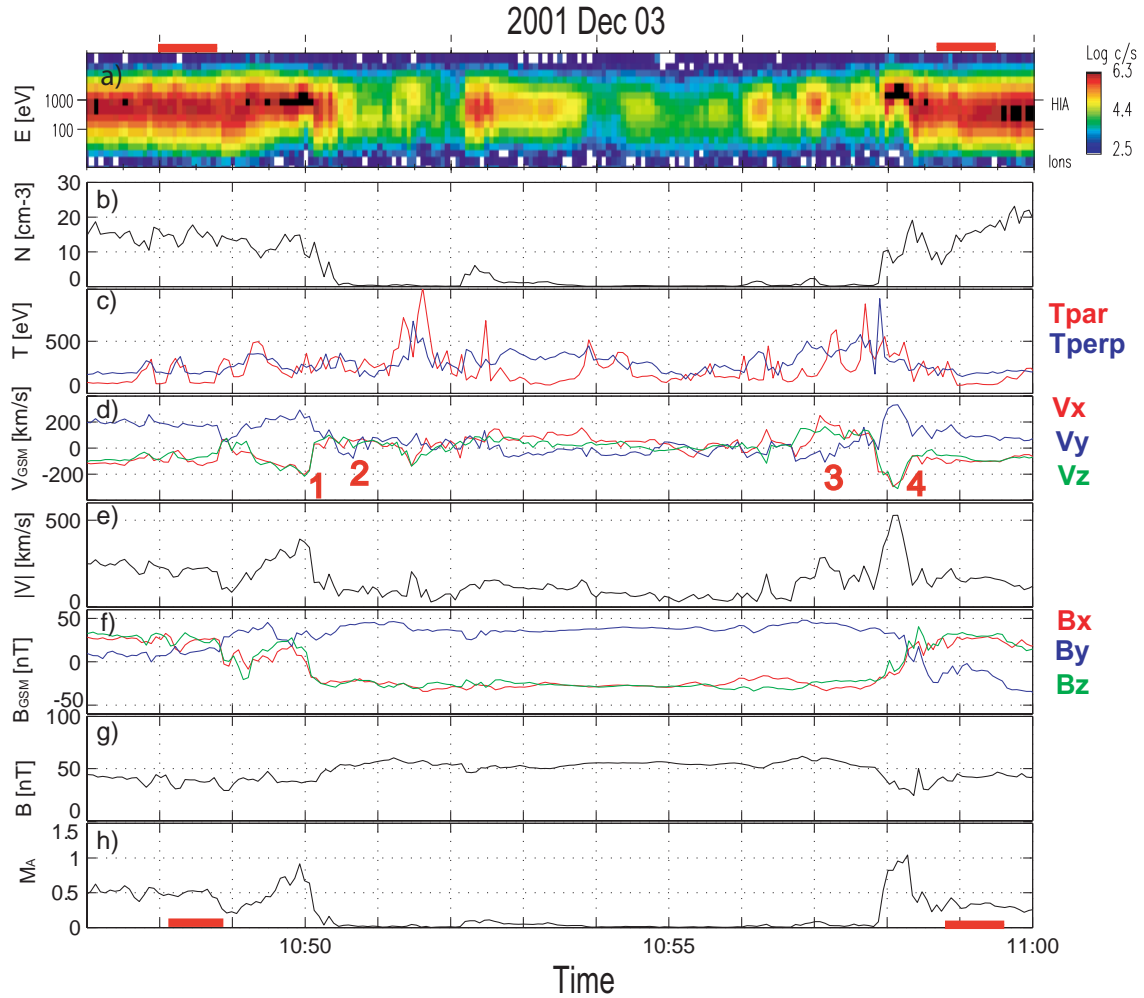 2001 Dec 03
a)
E [eV]
1000
100
HIA
Ions
Log c/s
6.3
4.4
2.5
b)
N [cm-3]
30
20
10
0
c)
T [eV]
500
0
Tpar
Tperp
d)
VGSM [km/s]
200
0
-200
1
2
3
4
Vx
Vy
Vz
e)
|V| [km/s]
500
0
f)
BGSM [nT]
50
0
-50
Bx
By
Bz
g)
B [nT]
100
50
0
h)
MA
1.5
1
0.5
0
10:50
10:55
11:00
Time